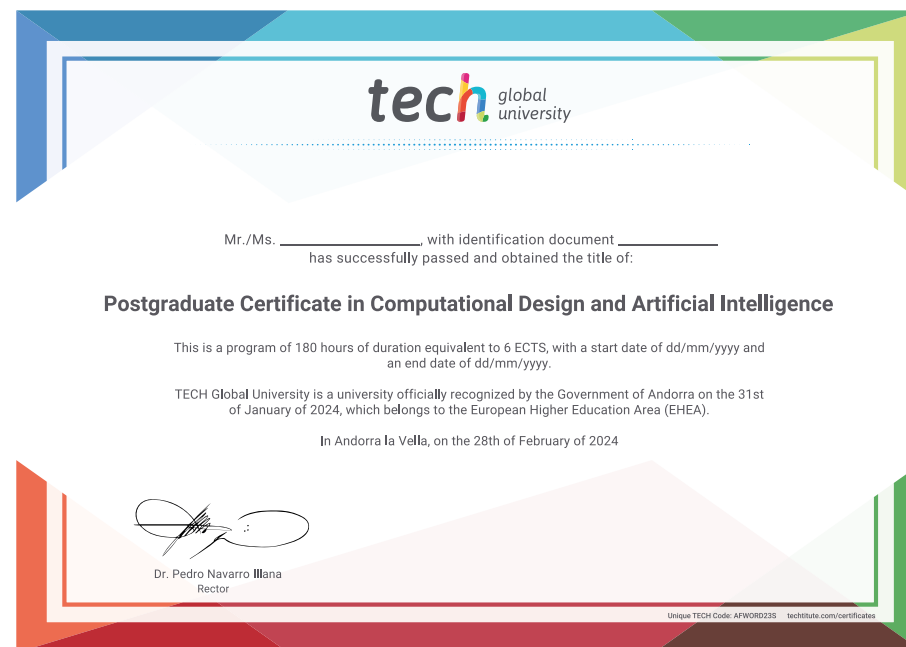 tech global university
Mr./Ms. ____________________, with identification document ______________
has successfully passed and obtained the title of:
Postgraduate Certificate in Computational Design and Artificial Intelligence
This is a program of 180 hours of duration equivalent to 6 ECTS, with a start date of dd/mm/yyyy and
an end date of dd/mm/yyyy.
TECH Global University is a university officially recognized by the Government of Andorra on the 31st
of January of 2024, which belongs to the European Higher Education Area (EHEA).
In Andorra la Vella, on the 28th of February of 2024
Dr. Pedro Navarro Illana
Rector
Unique TECH Code: AFWORD23S techtitute.com/certificates